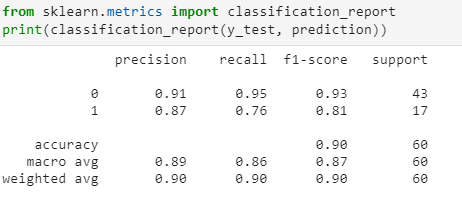 from sklearn.metrics import classification_report
print(classification_report(y_test, prediction))
precision recall f1-score support
0 0.91 0.95 0.93 43
1 0.87 0.76 0.81 17
accuracy 0.90 60
macro avg 0.89 0.86 0.87 60
weighted avg 0.90 0.90 0.90 60